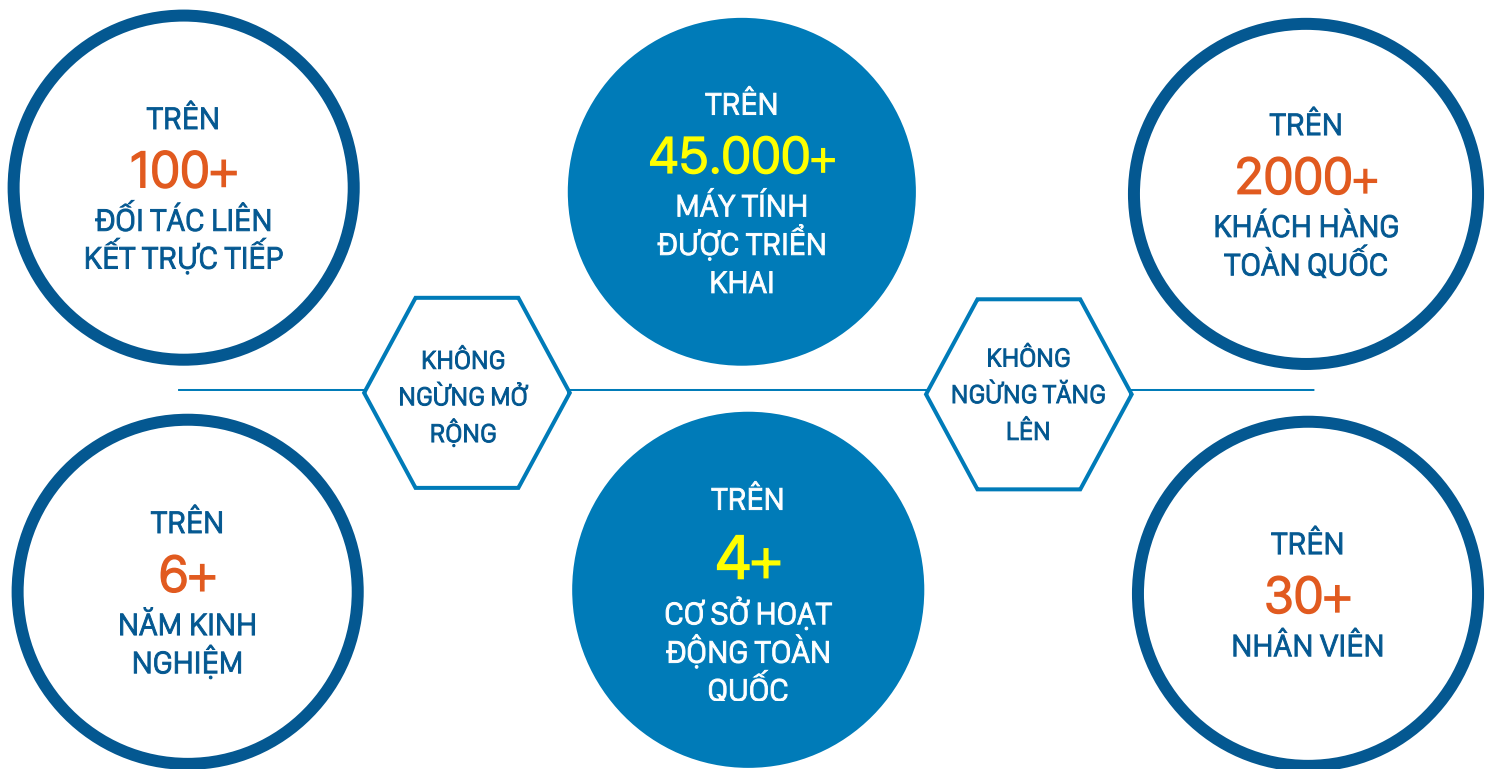 TRÊN
100+
ĐỐI TÁC LIÊN
KẾT TRỰC TIẾP
TRÊN
45.000+
MÁY TÍNH
ĐƯỢC TRIỂN
KHAI
TRÊN
2000+
KHÁCH HÀNG
TOÀN QUỐC
KHÔNG
NGỪNG MỞ
RỘNG
KHÔNG
NGỪNG TĂNG
LÊN
TRÊN
6+
NĂM KINH
NGHIỆM
TRÊN
4+
CƠ SỞ HOẠT
ĐỘNG TOÀN
QUỐC
TRÊN
30+
NHÂN VIÊN